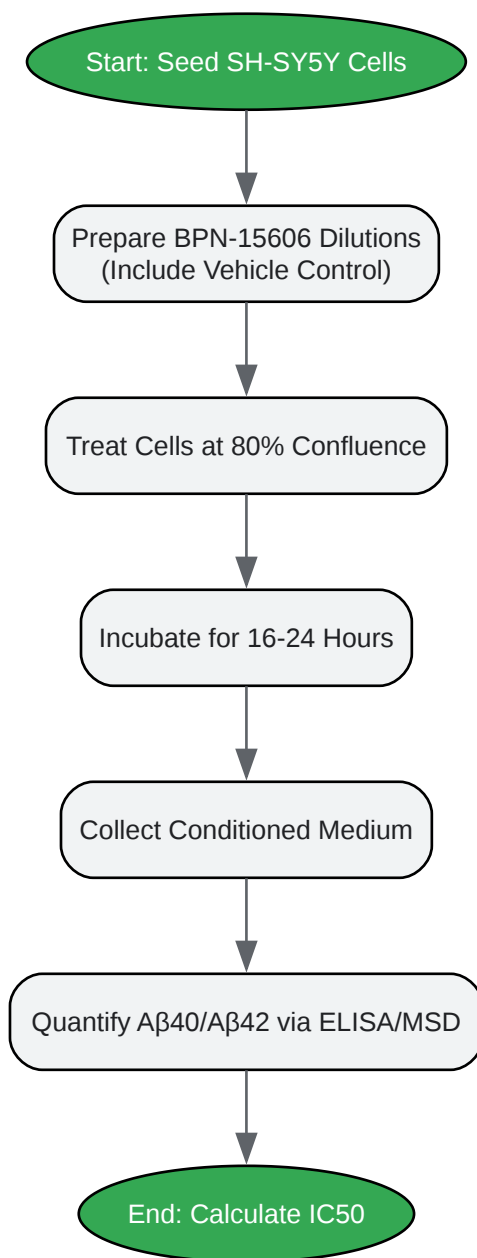 Start: Seed SH-SY5Y Cells
Prepare BPN-15606 Dilutions
(Include Vehicle Control)
Treat Cells at 80% Confluence
Incubate for 16-24 Hours
Collect Conditioned Medium
Quantify Aβ40/Aβ42 via ELISA/MSD
End: Calculate IC50